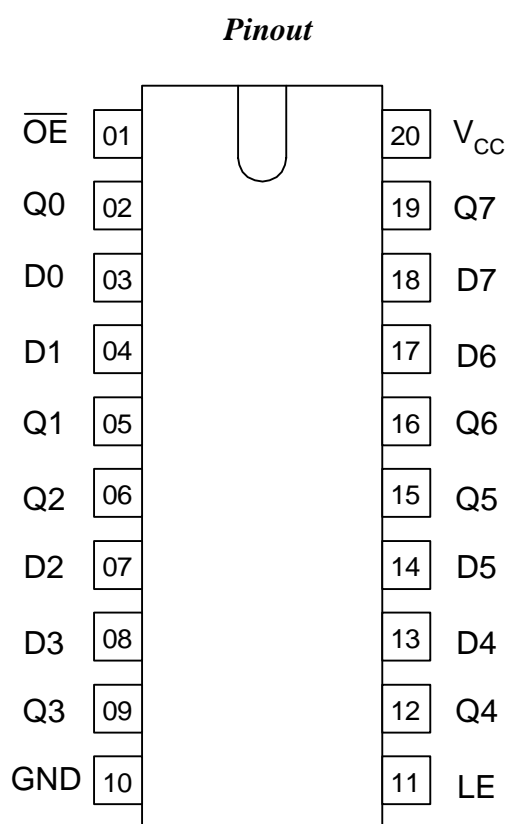 Pinout
O̅E̅ 01 20 VCC
Q0 02 19 Q7
D0 03 18 D7
D1 04 17 D6
Q1 05 16 Q6
Q2 06 15 Q5
D2 07 14 D5
D3 08 13 D4
Q3 09 12 Q4
GND 10 11 LE